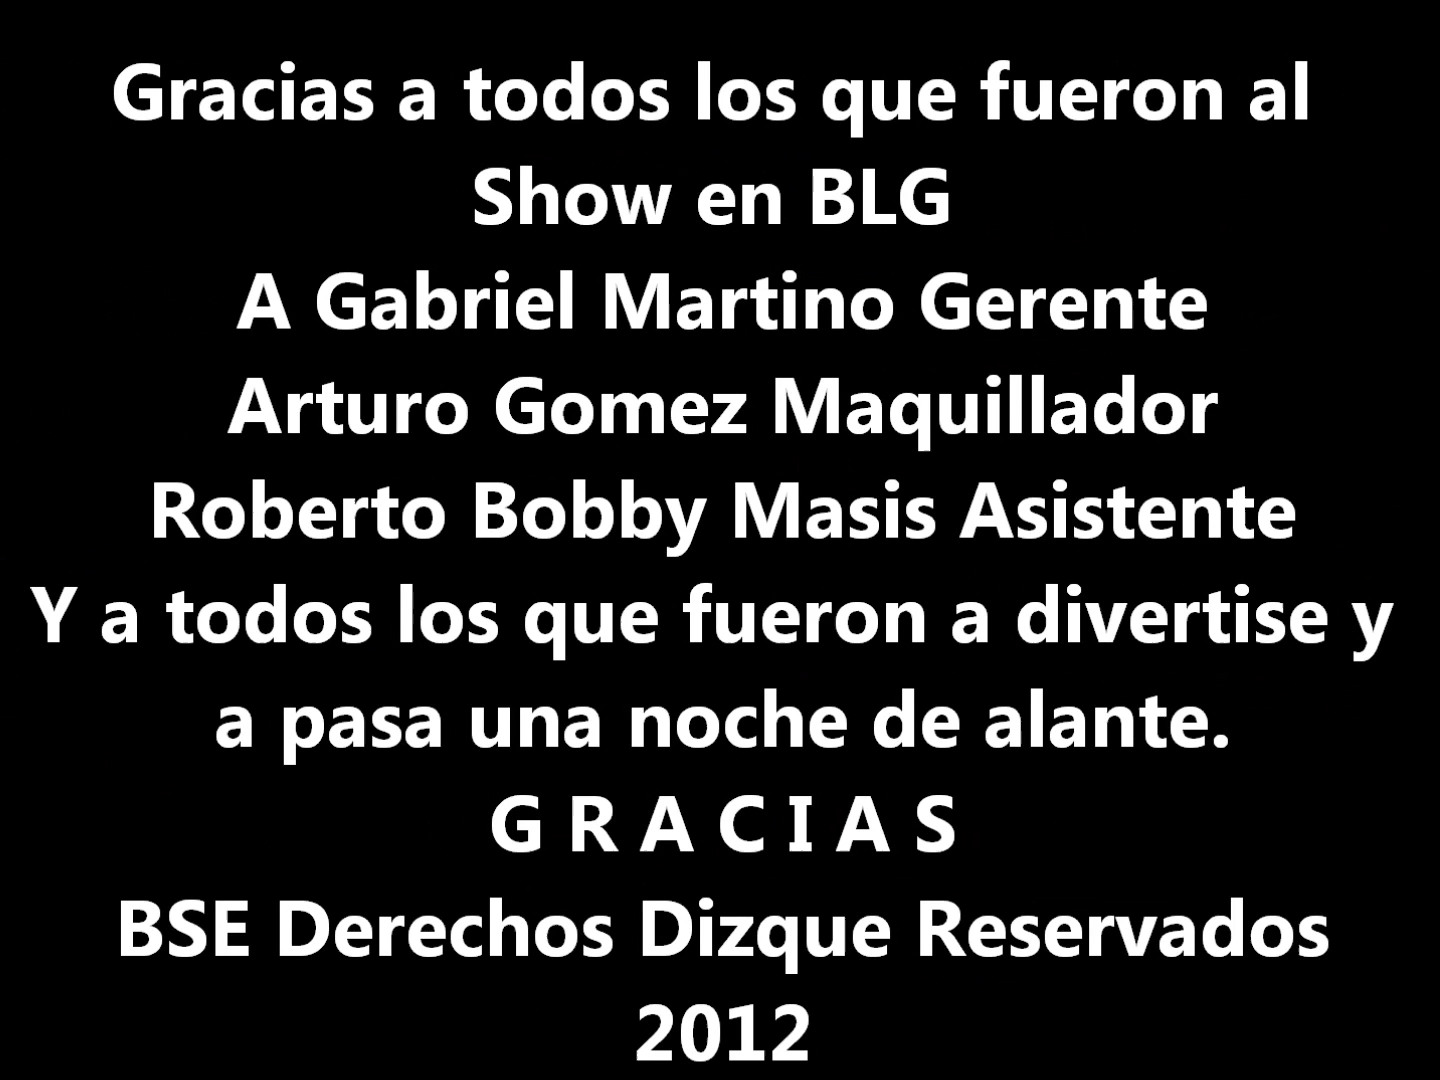 Gracias a todos los que fueron al
Show en BLG
A Gabriel Martino Gerente
Arturo Gomez Maquillador
Roberto Bobby Masis Asistente
Y a todos los que fueron a divertise y
a pasa una noche de alante.
G R A C I A S
BSE Derechos Dizque Reservados
2012